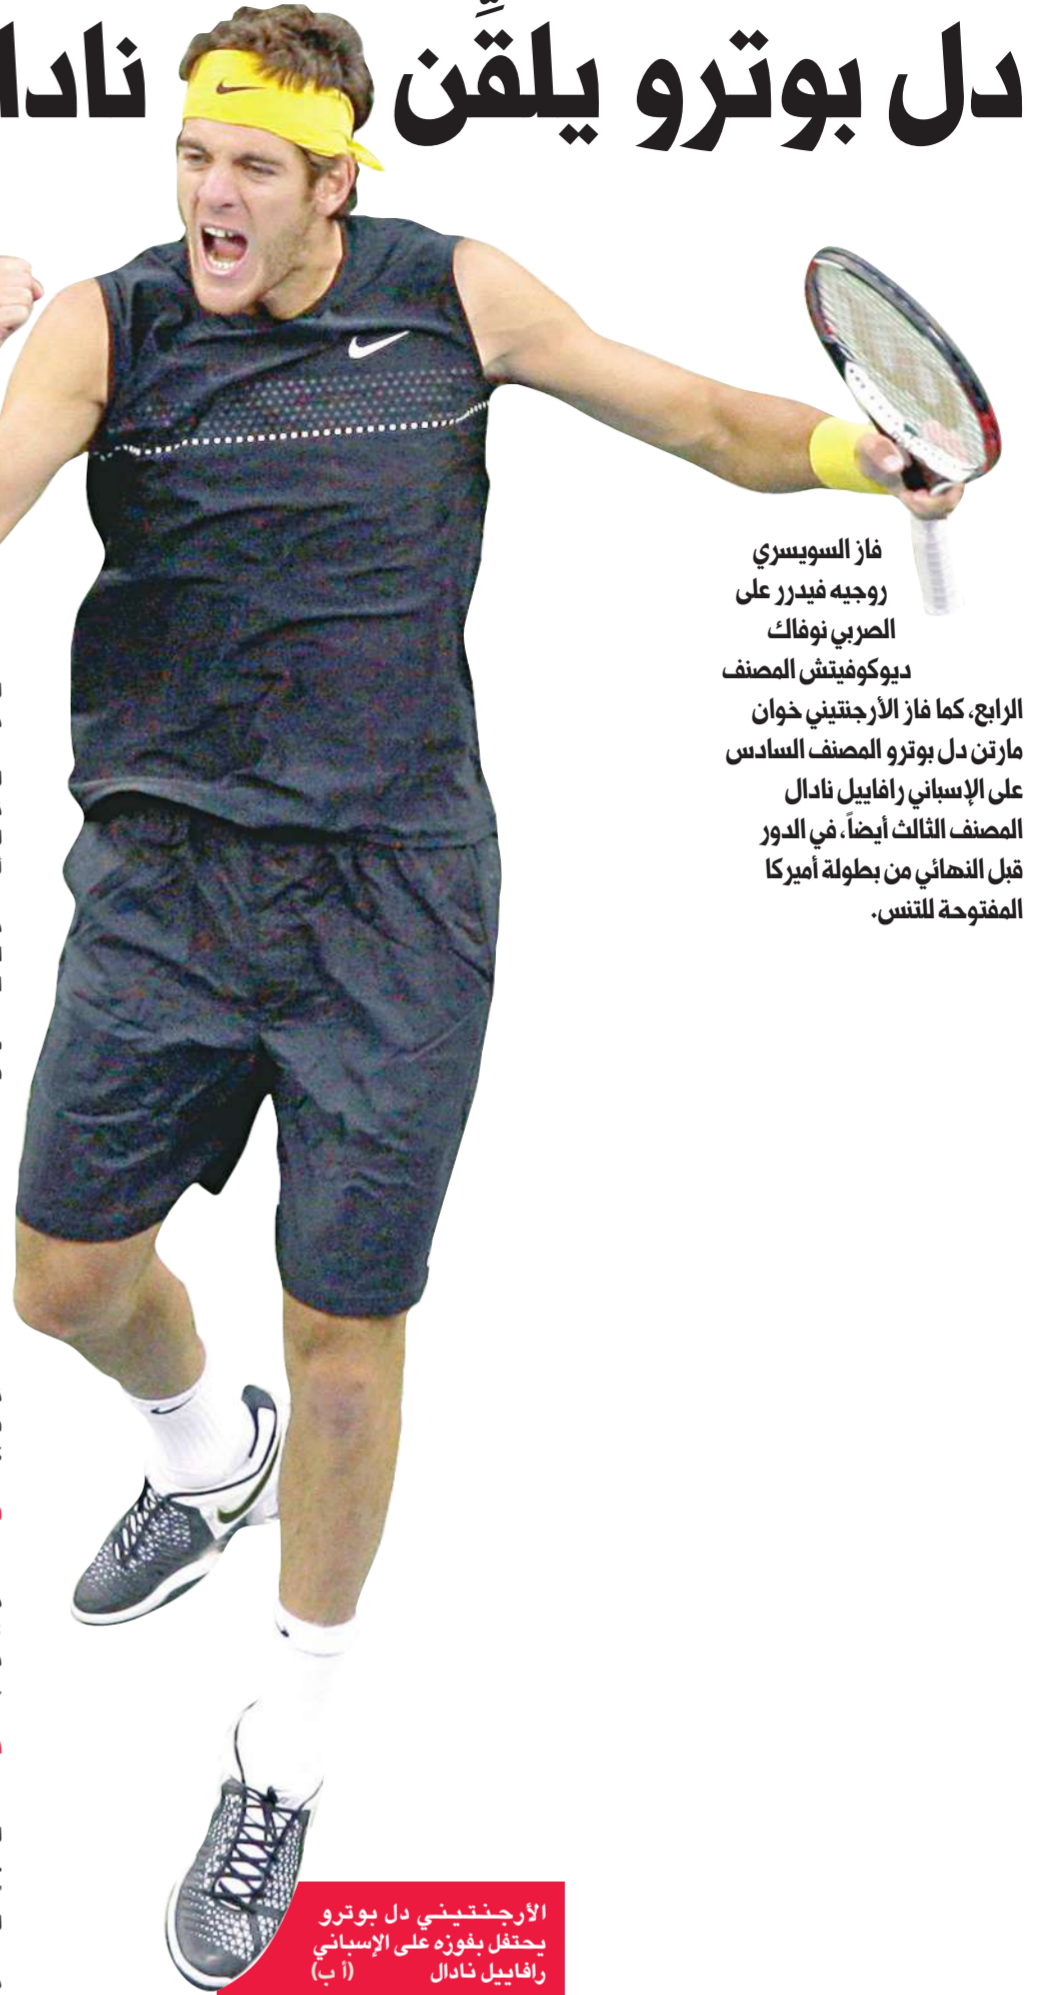 دل بوترو يلقِّن
فاز السويسري
روجيه فيدرر على
الصربي نوفاك
ديوكوفيتش المصنف
الرابع، كما فاز الأرجنتيني خوان
مارتن دل بوترو المصنف السادس
على الإسباني رافاييل نادال
المصنف الثالث أيضاً، في الدور
قبل النهائي من بطولة أميركا
المفتوحة للتنس.
الأرجنتيني دل بوترو
يحتفل بفوزه على الإسباني
رافاييل نادال (أ ب)